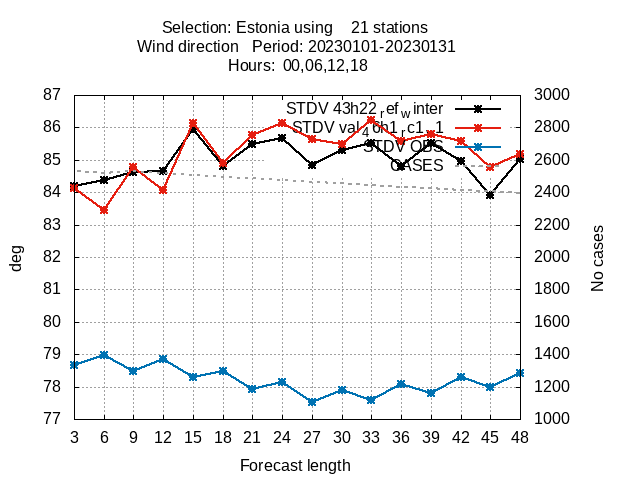 Selection: Estonia using    21 stations
Wind direction   Period: 20230101-20230131
Hours: 00,06,12,18
87
86
85
84
83
82
81
80
79
78
77
3000
2800
2600
2400
2200
2000
1800
1600
1400
1200
1000
deg
No cases
STDV 43h22_ref_winter
STDV val_46h1_rc1_1
STDV OBS
CASES
3 6 9 12 15 18 21 24 27 30 33 36 39 42 45 48
Forecast length